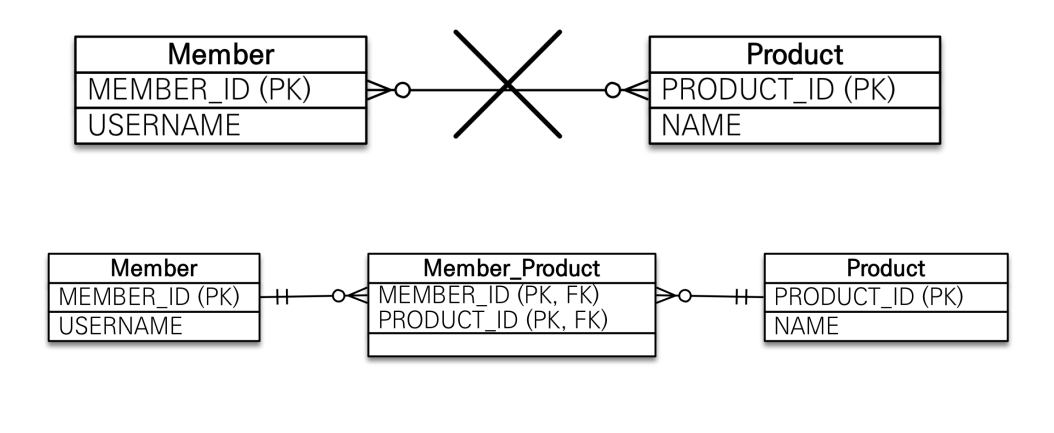 Member
MEMBER_ID (PK)
USERNAME
Product
PRODUCT_ID (PK)
NAME
Member
MEMBER_ID (PK)
USERNAME
Member_Product
MEMBER_ID (PK, FK)
PRODUCT_ID (PK, FK)
Product
PRODUCT_ID (PK)
NAME